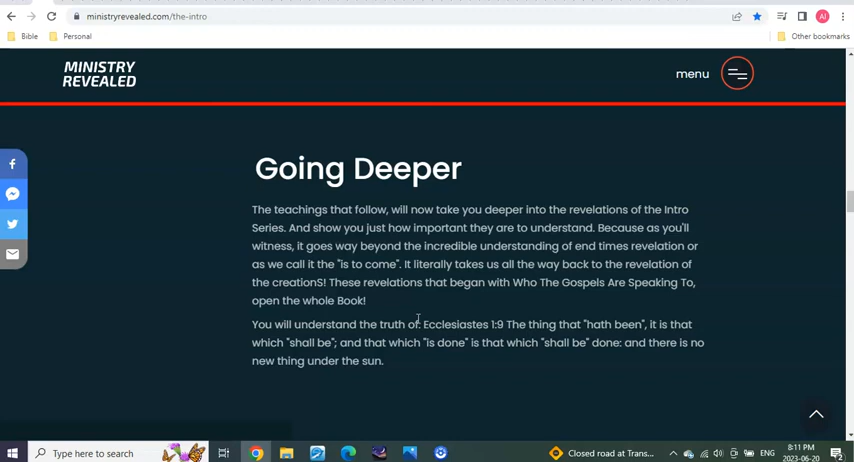 ministryrevealed.com/the-intro
AI
Bible Personal Other bookmarks
MINISTRY
REVEALED
menu
Going Deeper
The teachings that follow, will now take you deeper into the revelations of the Intro
Series. And show you just how important they are to understand. Because as you'll
witness, it goes way beyond the incredible understanding of end times revelation or
as we call it the "is to come". It literally takes us all the way back to the revelation of
the creationS! These revelations that began with Who The Gospels Are Speaking To,
open the whole Book!
You will understand the truth of: Ecclesiastes 1:9 The thing that "hath been", it is that
which "shall be"; and that which "is done" is that which "shall be" done: and there is no
new thing under the sun.
Type here to search
Closed road at Trans...
ENG
8:11 PM
2023-06-20
2